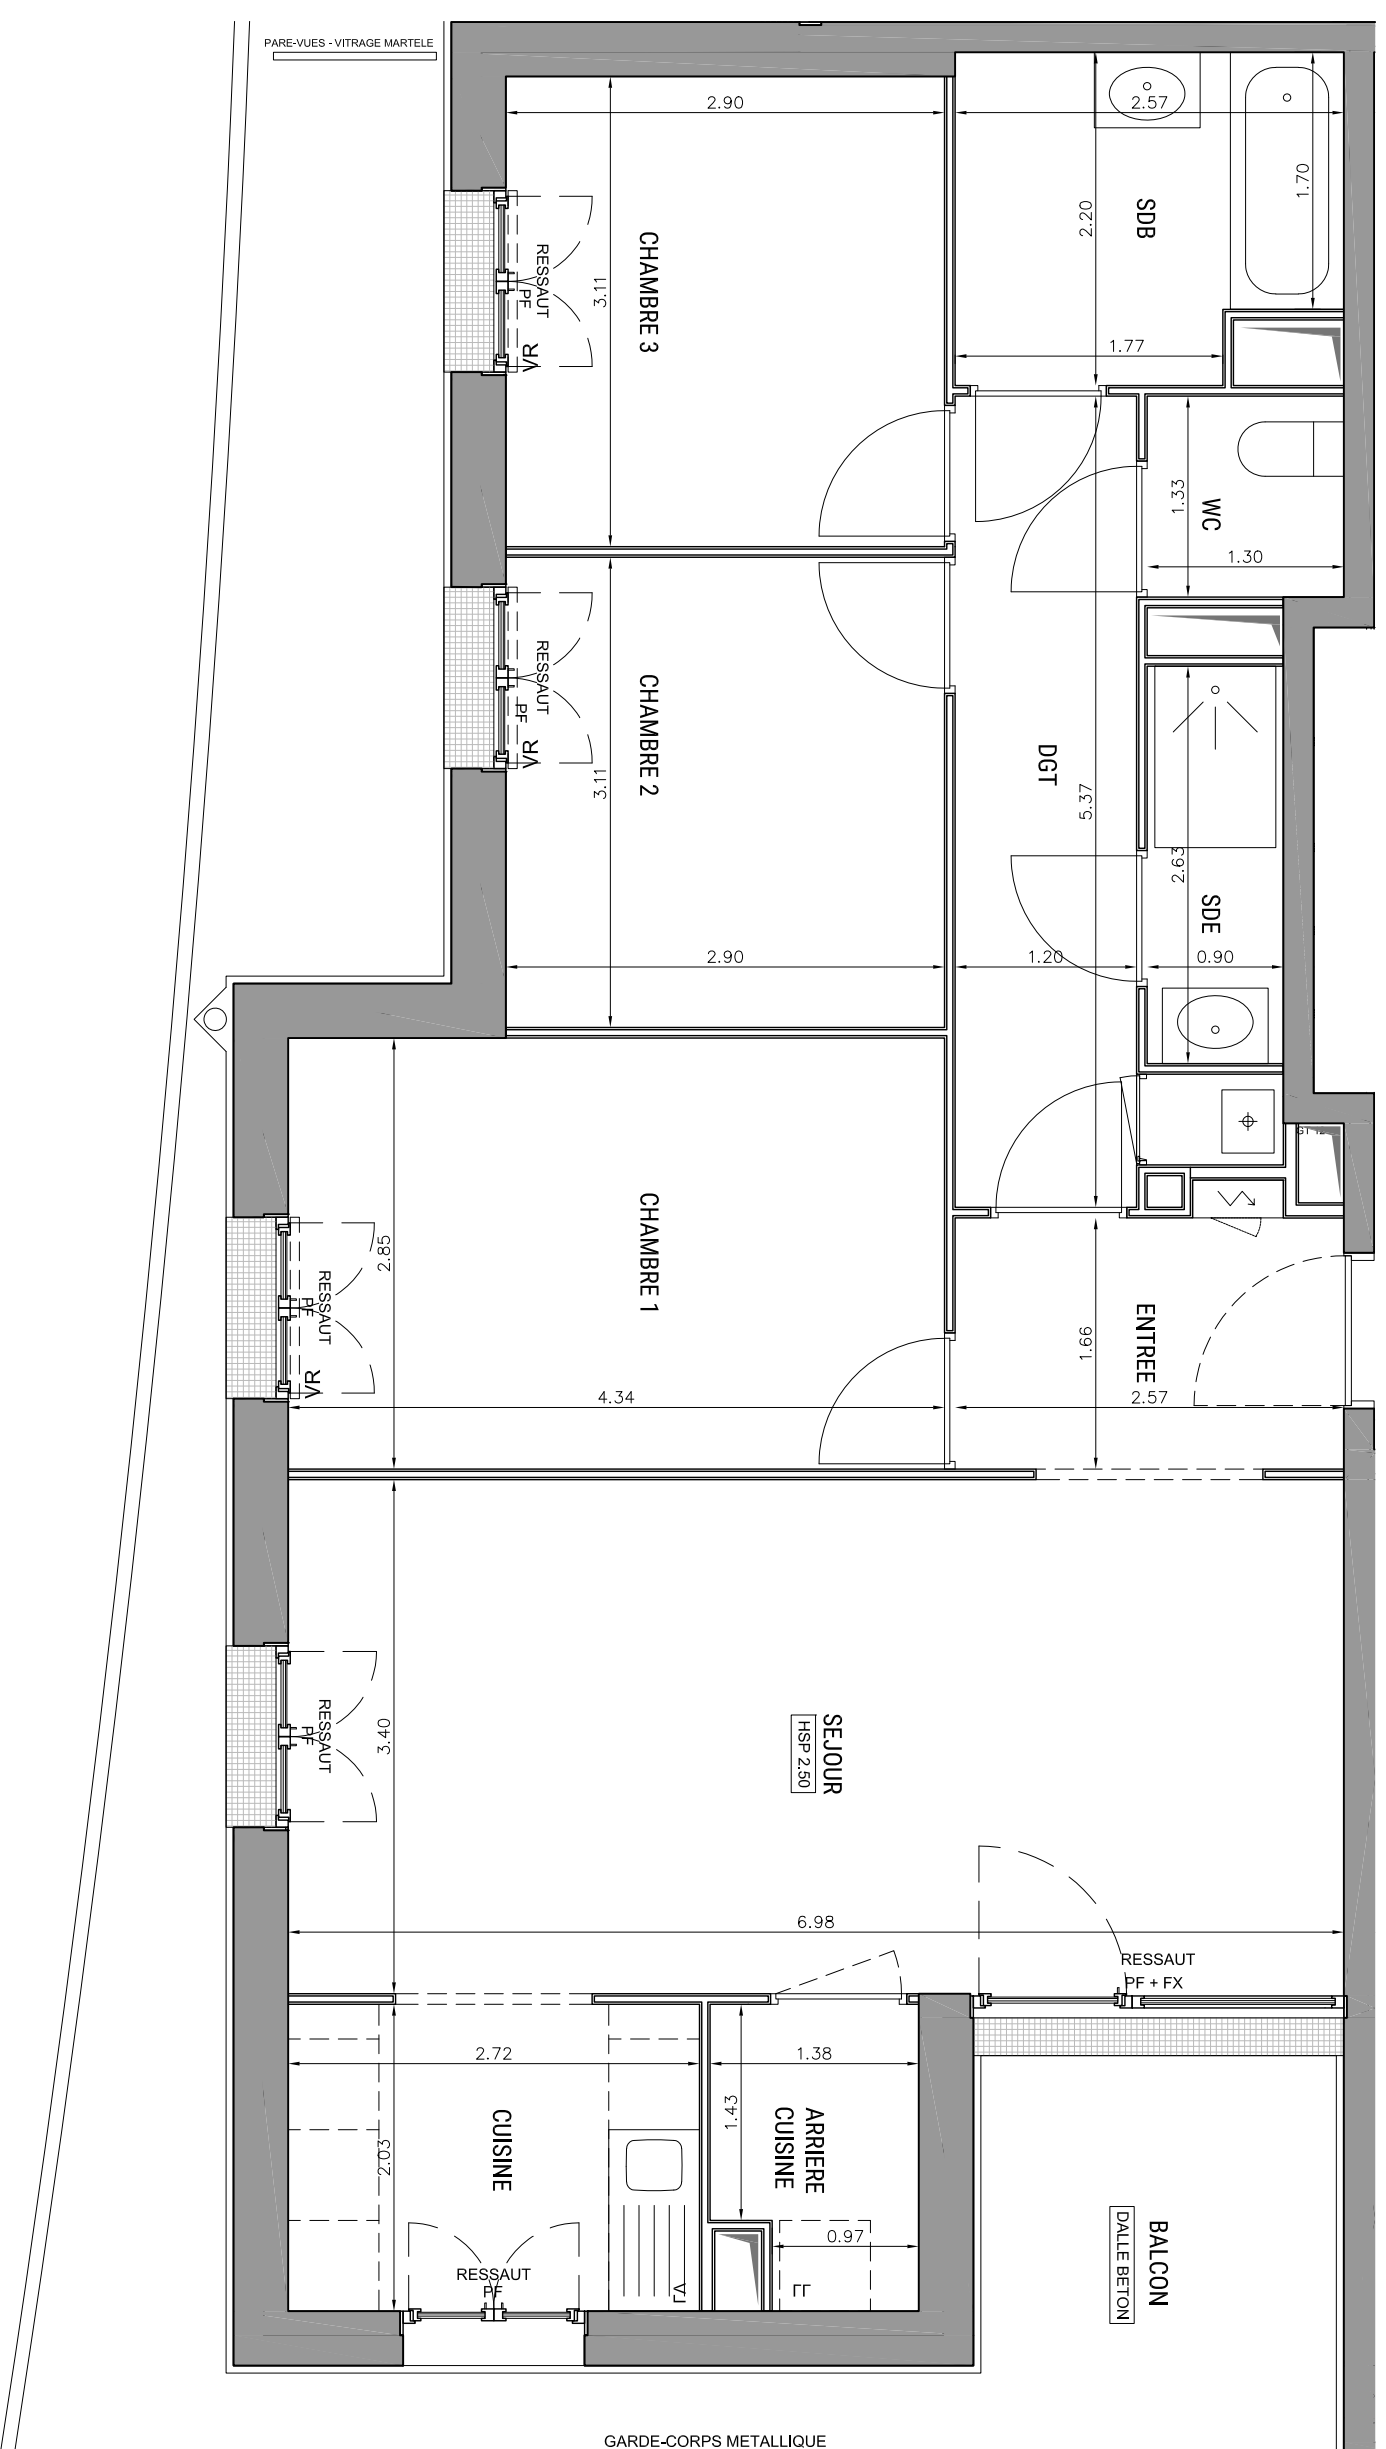 PARE-VUES - VITRAGE MARTELE
2.90
2.57
1.70
2.20
SDB
CHAMBRE 3
3.11
RESSAUT
PF
VR
1.77
1.33
WC
1.30
RESSAUT
PF
VR
CHAMBRE 2
3.11
DGT
5.37
2.63
SDE
2.90
1.20
0.90
CHAMBRE 1
2.85
RESSAUT
PF
VR
ENTREE
1.66
4.34
2.57
SEJOUR
HSP 2.50
3.40
RESSAUT
PF
6.98
RESSAUT
PF + FX
2.72
1.38
1.43
ARRIERE
CUISINE
CUISINE
2.03
0.97
RESSAUT
PF
LV
LL
BALCON
DALLE BETON
GARDE-CORPS METALLIQUE